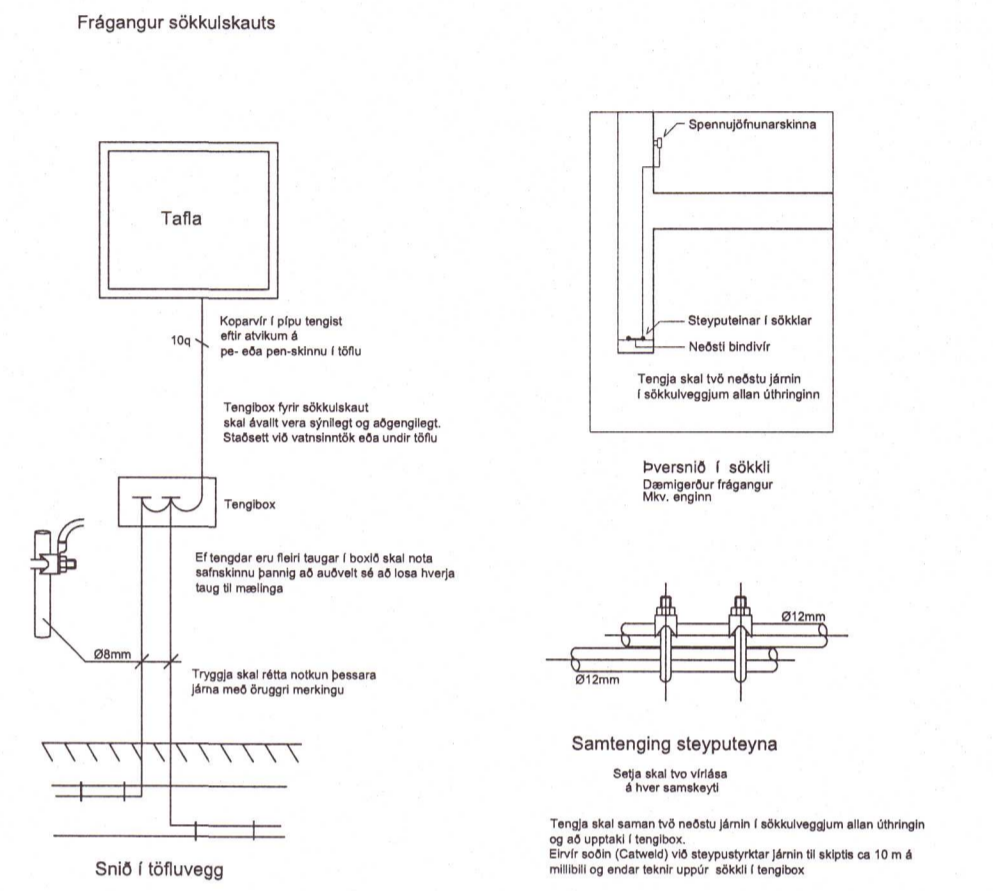 Frágangur sökkulskauts
Tafla
10q
Koparvír í pípu tengist
eftir atvikum á
pe- eða pen-skinnu í töflu
Tengibox fyrir sökkulskaut
skal ávallt vera sýnilegt og aðgengilegt.
Staðsett við vatnsinntök eða undir töflu
Tengibox
Ef tengdar eru fleiri taugar í boxið skal nota
safnskinnu þannig að auðvelt sé að losa hverja
taug til mælinga
Ø8mm
Tryggja skal rétta notkun þessara
járna með öruggri merkingu
Snið í töfluvegg
Spennujöfnunarskinna
Steyputeinar í sökklar
Neðsti bindivír
Tengja skal tvö neðstu járnin
í sökkulveggjum allan úthringinn
Þversnið í sökkli
Dæmigerður frágangur
Mkv. enginn
Ø12mm
Ø12mm
Samtenging steyputeyna
Setja skal tvo vírlása
á hver samskeyti
Tengja skal saman tvö neðstu járnin í sökkulveggjum allan úthringin
og að upptaki í tengibox.
Eirvír soðin (Catweld) við steypustyrktar járnin til skiptis ca 10 m á
millibili og endar teknir uppúr sökkli í tengibox